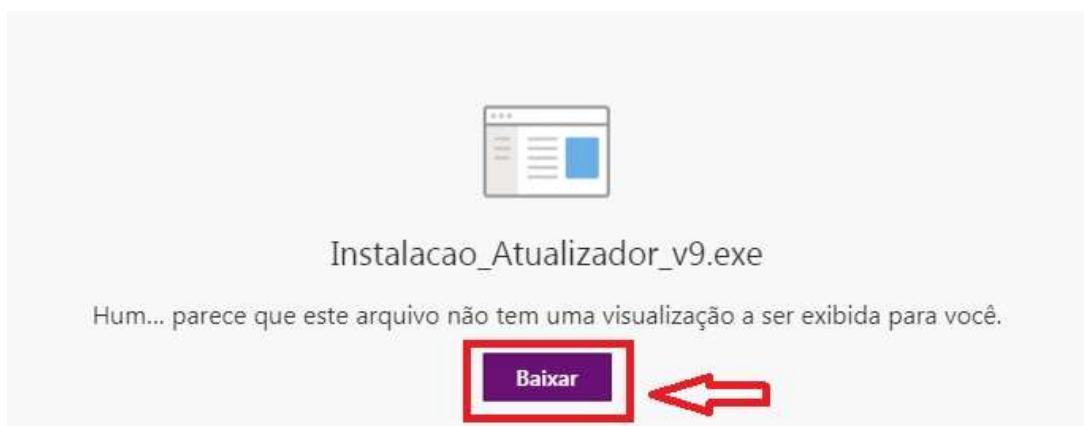 Instalacao_Atualizador_v9.exe
Hum... parece que este arquivo não tem uma visualização a ser exibida para você.
Baixar